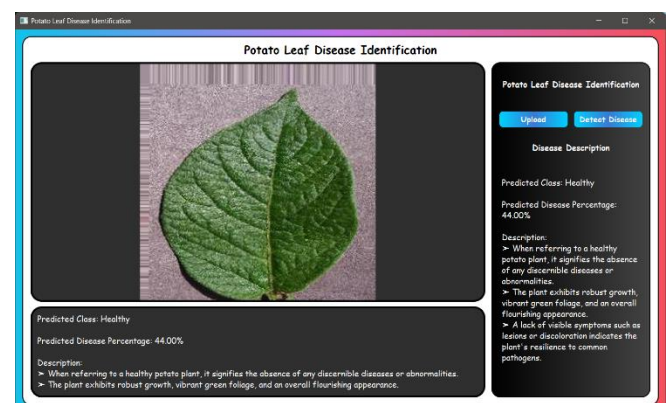 Potato Leaf Disease Identification
Potato Leaf Disease Identification
Predicted Class: Healthy
Predicted Disease Percentage: 44.00%
Description:
➢ When referring to a healthy potato plant, it signifies the absence of any discernible diseases or abnormalities.
➢ The plant exhibits robust growth, vibrant green foliage, and an overall flourishing appearance.
Potato Leaf Disease Identification
Upload
Detect Disease
Disease Description
Predicted Class: Healthy
Predicted Disease Percentage:
44.00%
Description:
➢ When referring to a healthy
potato plant, it signifies the absence
of any discernible diseases or
abnormalities.
➢ The plant exhibits robust growth,
vibrant green foliage, and an overall
flourishing appearance.
➢ A lack of visible symptoms such as
lesions or discoloration indicates the
plant's resilience to common
pathogens.